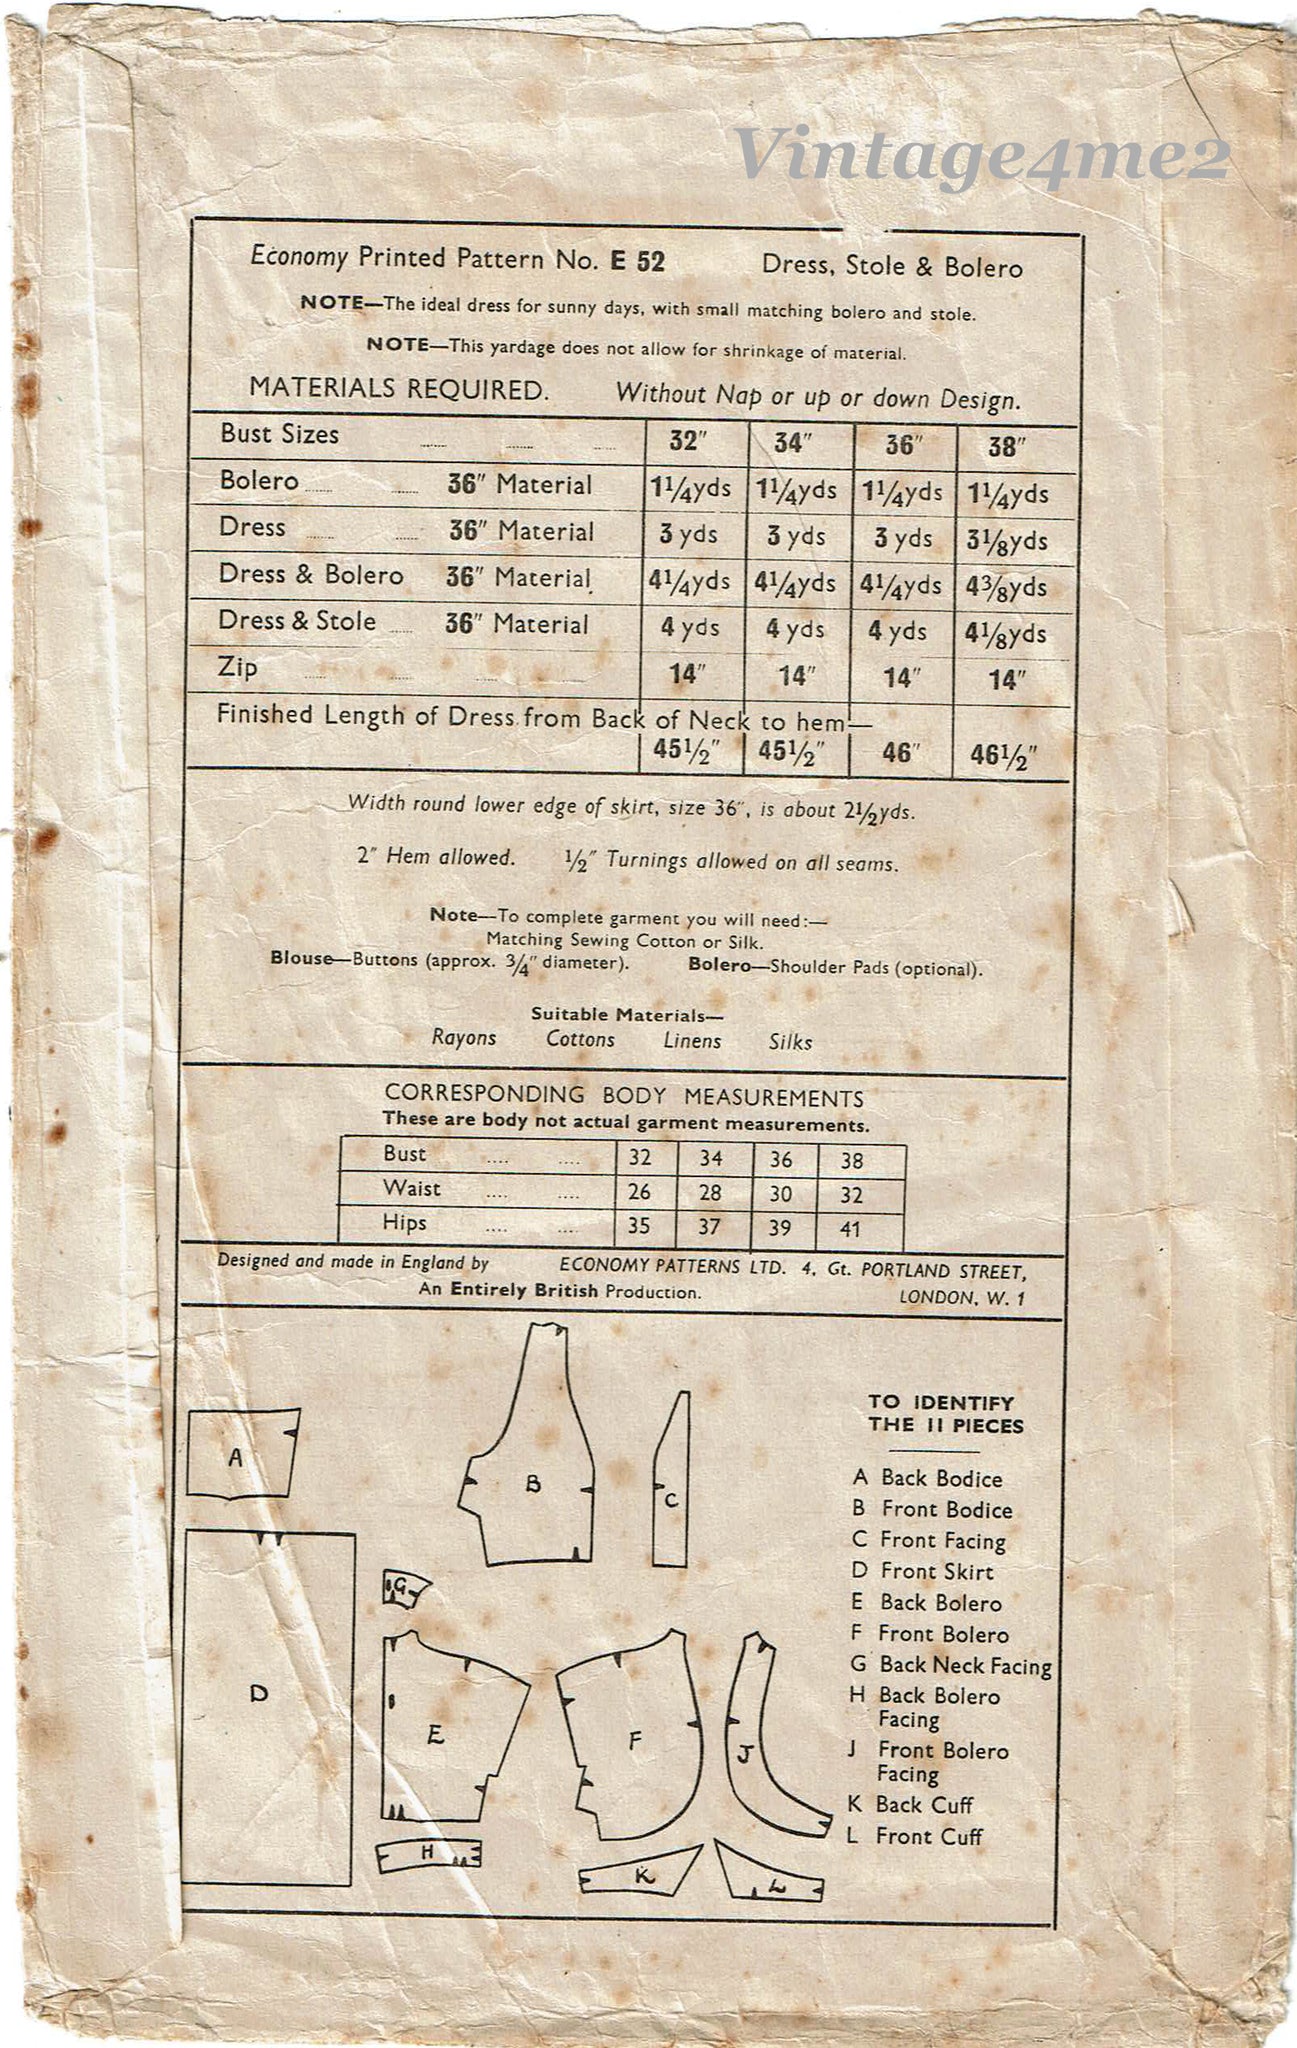 Vintage4me2
Economy Printed Pattern No. E 52 Dress, Stole & Bolero
NOTE—The ideal dress for sunny days, with small matching bolero and stole.
NOTE—This yardage does not allow for shrinkage of material.
MATERIALS REQUIRED. Without Nap or up or down Design.
Bust Sizes .... .... .... 32" 34" 36" 38"
Bolero .... .... 36" Material 1¼yds 1¼yds 1¼yds 1¼yds
Dress .... .... 36" Material 3 yds 3 yds 3 yds 3⅛yds
Dress & Bolero 36" Material 4¼yds 4¼yds 4¼yds 4⅜yds
Dress & Stole .... 36" Material 4 yds 4 yds 4 yds 4⅛yds
Zip .... .... .... .... 14" 14" 14" 14"
Finished Length of Dress from Back of Neck to hem—
45½" 45½" 46" 46½"
Width round lower edge of skirt, size 36", is about 2½yds.
2" Hem allowed. ½" Turnings allowed on all seams.
Note—To complete garment you will need:—
Matching Sewing Cotton or Silk.
Blouse—Buttons (approx. ¾" diameter). Bolero—Shoulder Pads (optional).
Suitable Materials—
Rayons Cottons Linens Silks
CORRESPONDING BODY MEASUREMENTS
These are body not actual garment measurements.
Bust .... .... 32 34 36 38
Waist .... .... 26 28 30 32
Hips .... .... 35 37 39 41
Designed and made in England by ECONOMY PATTERNS LTD. 4, Gt. PORTLAND STREET,
An Entirely British Production. LONDON, W. 1
TO IDENTIFY
THE 11 PIECES
A Back Bodice
B Front Bodice
C Front Facing
D Front Skirt
E Back Bolero
F Front Bolero
G Back Neck Facing
H Back Bolero
Facing
J Front Bolero
Facing
K Back Cuff
L Front Cuff
A
B
C
G
D
E
F
J
H
K
L